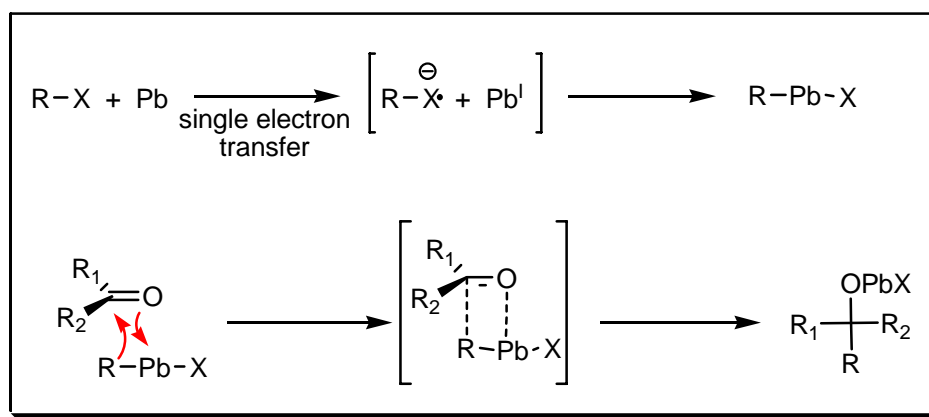 R–X + Pb
single electron
transfer
R–X•⊖ + Pbᴵ
R–Pb–X
R₁
R₂
O
R–Pb–X
R₁
R₂
O
-
R–Pb–X
OPbX
R₁
R₂
R